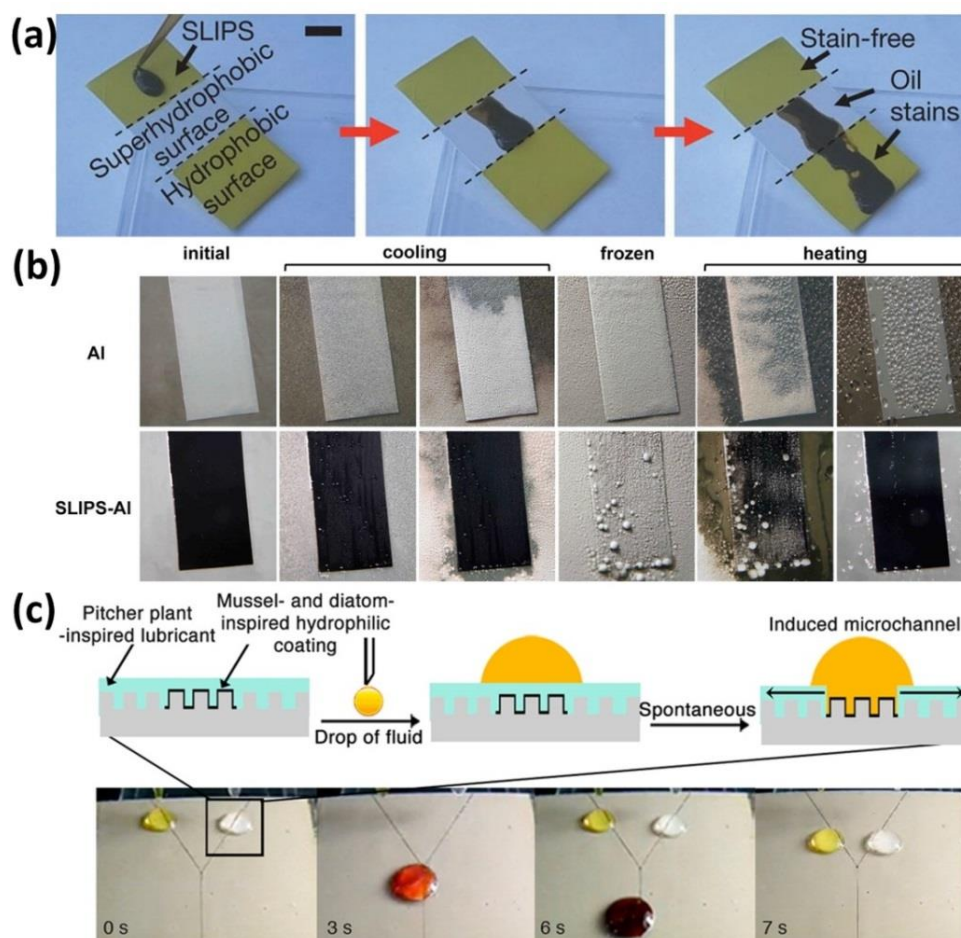 (a)
SLIPS
Superhydrophobic
surface
Hydrophobic
surface
Stain-free
Oil
stains
(b)
initial
cooling
frozen
heating
Al
SLIPS-Al
(c)
Pitcher plant
-inspired lubricant
Mussel- and diatom-
inspired hydrophilic
coating
Drop of fluid
Spontaneous
Induced microchannel
0 s
3 s
6 s
7 s